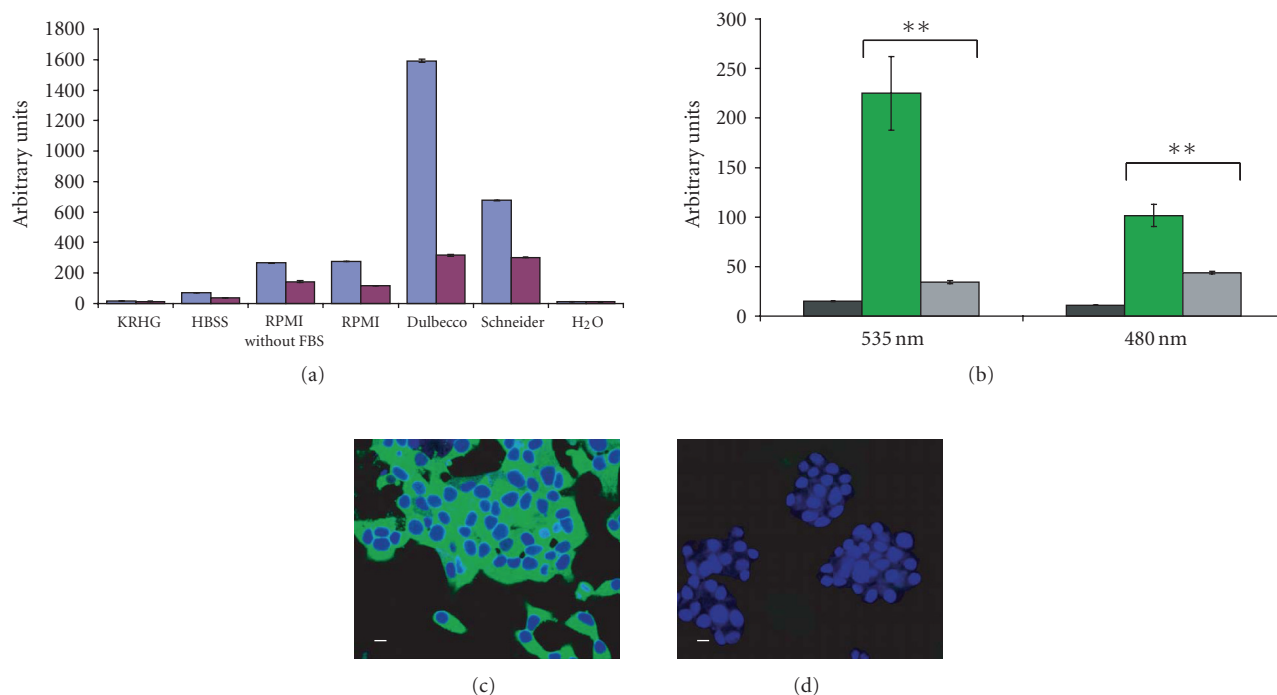 Arbitrary units
1800
1600
1400
1200
1000
800
600
400
200
0
KRHG
HBSS
RPMI
without FBS
RPMI
Dulbecco
Schneider
H₂O
(a)
Arbitrary units
300
250
200
150
100
50
0
**
**
535 nm
480 nm
(b)
(c)
(d)